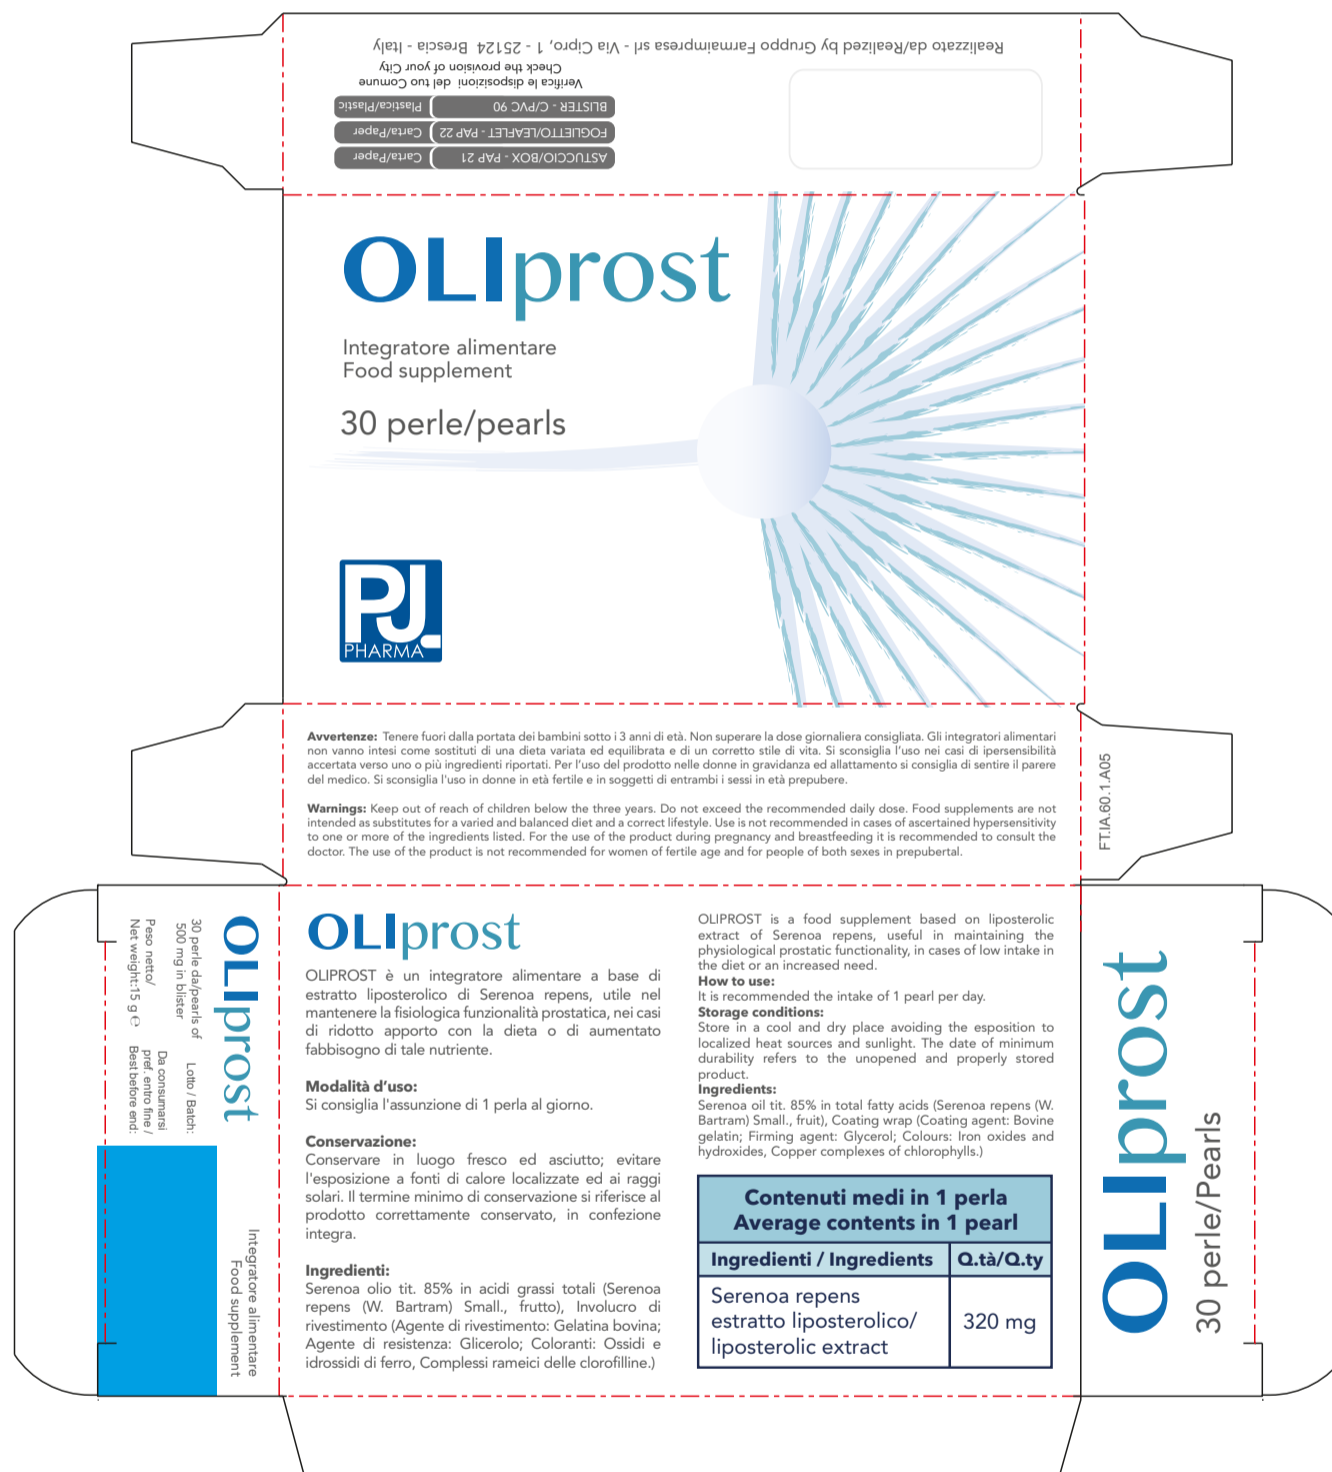 Realizzato da/Realized by Gruppo Farmaimpresa srl - Via Cipro, 1 - 25124 Brescia - Italy
Verifica le disposizioni del tuo Comune
Check the provision of your City
ASTUCCIO/BOX - PAP 21 Carta/Paper
FOGLIETTO/LEAFLET - PAP 22 Carta/Paper
BLISTER - C/PVC 90 Plastica/Plastic
OLIprost
Integratore alimentare
Food supplement
30 perle/pearls
PJ
PHARMA
Avvertenze: Tenere fuori dalla portata dei bambini sotto i 3 anni di età. Non superare la dose giornaliera consigliata. Gli integratori alimentari
non vanno intesi come sostituti di una dieta variata ed equilibrata e di un corretto stile di vita. Si sconsiglia l'uso nei casi di ipersensibilità
accertata verso uno o più ingredienti riportati. Per l'uso del prodotto nelle donne in gravidanza ed allattamento si consiglia di sentire il parere
del medico. Si sconsiglia l'uso in donne in età fertile e in soggetti di entrambi i sessi in età prepubere.
Warnings: Keep out of reach of children below the three years. Do not exceed the recommended daily dose. Food supplements are not
intended as substitutes for a varied and balanced diet and a correct lifestyle. Use is not recommended in cases of ascertained hypersensitivity
to one or more of the ingredients listed. For the use of the product during pregnancy and breastfeeding it is recommended to consult the
doctor. The use of the product is not recommended for women of fertile age and for people of both sexes in prepubertal.
FT.IA.60.1.A05
OLIprost
Integratore alimentare
Food supplement
30 perle da/pearls of
500 mg in blister
Peso netto/
Net weight:15 g ℮
Lotto / Batch:
Da consumarsi
pref. entro fine /
Best before end:
OLIprost
OLIPROST è un integratore alimentare a base di
estratto liposterolico di Serenoa repens, utile nel
mantenere la fisiologica funzionalità prostatica, nei casi
di ridotto apporto con la dieta o di aumentato
fabbisogno di tale nutriente.
Modalità d'uso:
Si consiglia l'assunzione di 1 perla al giorno.
Conservazione:
Conservare in luogo fresco ed asciutto; evitare
l'esposizione a fonti di calore localizzate ed ai raggi
solari. Il termine minimo di conservazione si riferisce al
prodotto correttamente conservato, in confezione
integra.
Ingredienti:
Serenoa olio tit. 85% in acidi grassi totali (Serenoa
repens (W. Bartram) Small., frutto), Involucro di
rivestimento (Agente di rivestimento: Gelatina bovina;
Agente di resistenza: Glicerolo; Coloranti: Ossidi e
idrossidi di ferro, Complessi rameici delle clorofilline.)
OLIPROST is a food supplement based on liposterolic
extract of Serenoa repens, useful in maintaining the
physiological prostatic functionality, in cases of low intake in
the diet or an increased need.
How to use:
It is recommended the intake of 1 pearl per day.
Storage conditions:
Store in a cool and dry place avoiding the esposition to
localized heat sources and sunlight. The date of minimum
durability refers to the unopened and properly stored
product.
Ingredients:
Serenoa oil tit. 85% in total fatty acids (Serenoa repens (W.
Bartram) Small., fruit), Coating wrap (Coating agent: Bovine
gelatin; Firming agent: Glycerol; Colours: Iron oxides and
hydroxides, Copper complexes of chlorophylls.)
Contenuti medi in 1 perla
Average contents in 1 pearl
Ingredienti / Ingredients Q.tà/Q.ty
Serenoa repens
estratto liposterolico/ 320 mg
liposterolic extract
OLIprost
30 perle/Pearls